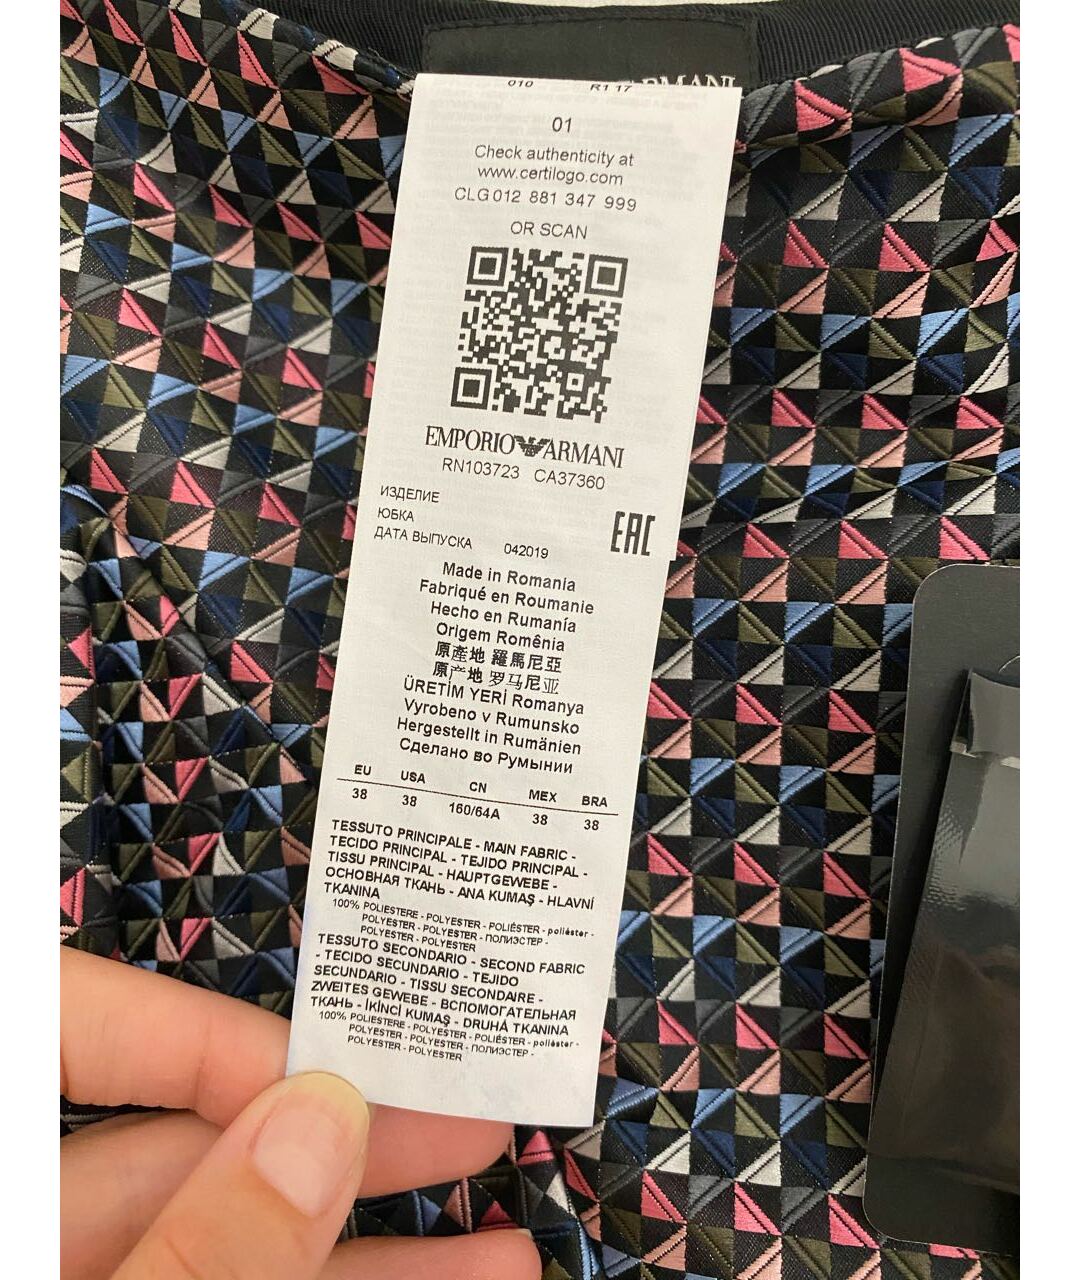 ARMANI
010 R1 17
01
Check authenticity at
www.certilogo.com
CLG 012 881 347 999
OR SCAN
EMPORIO ARMANI
RN103723 CA37360
ИЗДЕЛИЕ
ЮБКА
ДАТА ВЫПУСКА 042019
EAC
Made in Romania
Fabriqué en Roumanie
Hecho en Rumanía
Origem Romênia
原產地 羅馬尼亞
原产地 罗马尼亚
ÜRETİM YERİ Romanya
Vyrobeno v Rumunsko
Hergestellt in Rumänien
Сделано во Румынии
EU USA CN MEX BRA
38 38 160/64A 38 38
TESSUTO PRINCIPALE - MAIN FABRIC -
TECIDO PRINCIPAL - TEJIDO PRINCIPAL -
TISSU PRINCIPAL - HAUPTGEWEBE -
ОСНОВНАЯ ТКАНЬ - ANA KUMAŞ - HLAVNÍ
TKANINA
100% POLIESTERE - POLYESTER - POLIÉSTER - poliéster -
POLYESTER - POLYESTER - ПОЛИЭСТЕР -
POLYESTER - POLYESTER
TESSUTO SECONDARIO - SECOND FABRIC
- TECIDO SECUNDARIO - TEJIDO
SECUNDARIO - TISSU SECONDAIRE -
ZWEITES GEWEBE - ВСПОМОГАТЕЛЬНАЯ
ТКАНЬ - İKİNCİ KUMAŞ - DRUHÁ TKANINA
100% POLIESTERE - POLYESTER - POLIÉSTER - poliéster -
POLYESTER - POLYESTER - ПОЛИЭСТЕР -
POLYESTER - POLYESTER